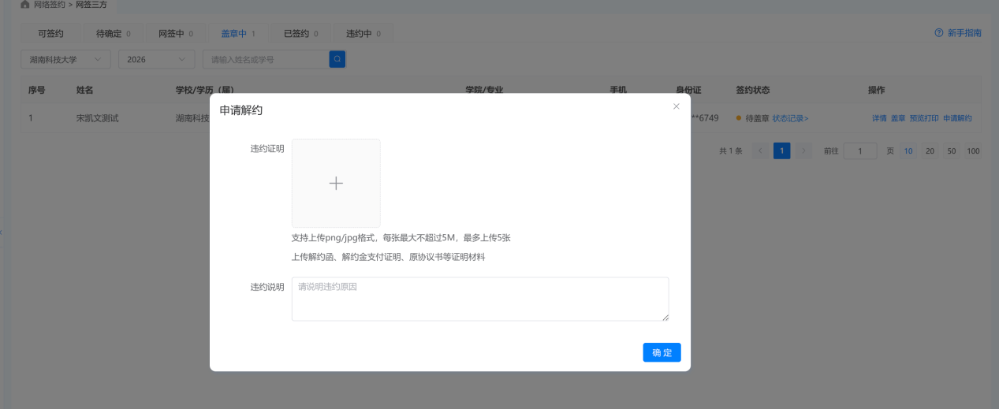 网络签约 > 网签三方
可签约 待确定 0 网签中 0 盖章中 1 已签约 0 违约中 0 新手指南
湖南科技大学 2026 请输入姓名或学号
序号 姓名 学校/学历（届） 学院/专业 手机 身份证 签约状态 操作
1 宋凯文测试 湖南科技 **6749 待盖章 状态记录> 详情 盖章 预览打印 申请解约
共 1 条 < 1 > 前往 1 页 10 20 50 100
申请解约
违约证明
支持上传png/jpg格式，每张最大不超过5M，最多上传5张
上传解约函、解约金支付证明、原协议书等证明材料
违约说明 请说明违约原因
确 定